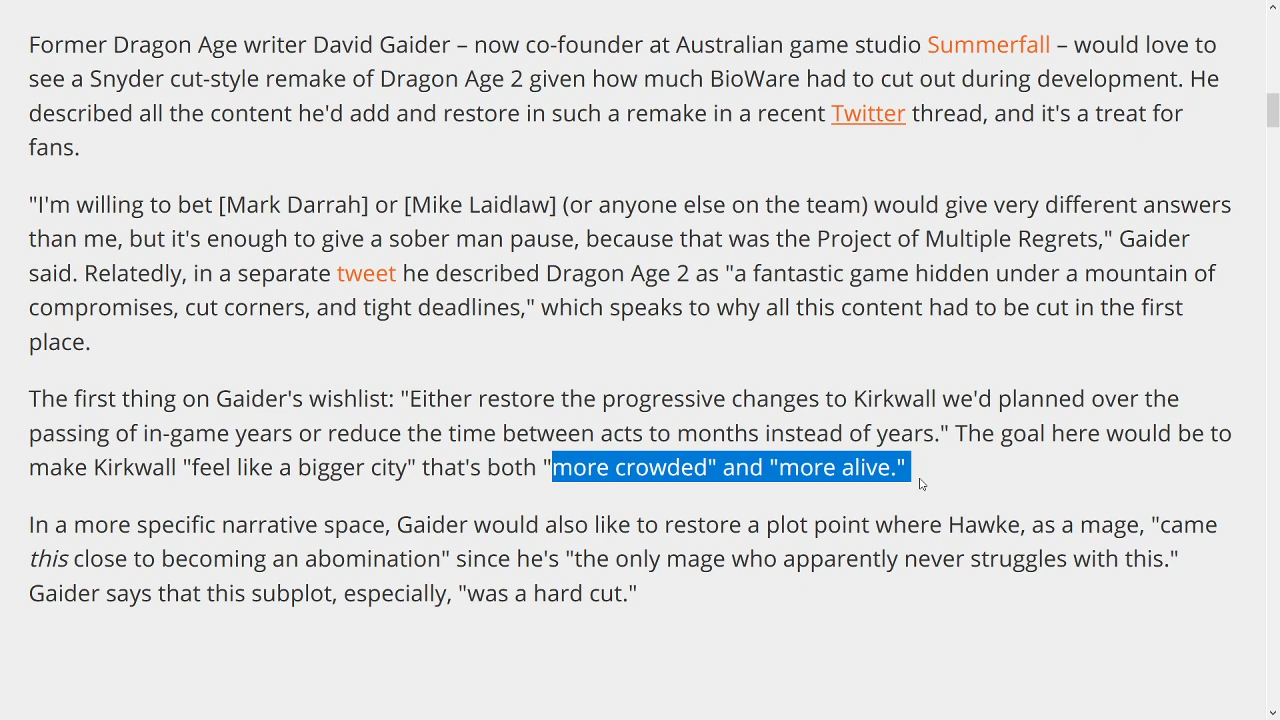 Former Dragon Age writer David Gaider – now co-founder at Australian game studio Summerfall – would love to
see a Snyder cut-style remake of Dragon Age 2 given how much BioWare had to cut out during development. He
described all the content he'd add and restore in such a remake in a recent Twitter thread, and it's a treat for
fans.
"I'm willing to bet [Mark Darrah] or [Mike Laidlaw] (or anyone else on the team) would give very different answers
than me, but it's enough to give a sober man pause, because that was the Project of Multiple Regrets," Gaider
said. Relatedly, in a separate tweet he described Dragon Age 2 as "a fantastic game hidden under a mountain of
compromises, cut corners, and tight deadlines," which speaks to why all this content had to be cut in the first
place.
The first thing on Gaider's wishlist: "Either restore the progressive changes to Kirkwall we'd planned over the
passing of in-game years or reduce the time between acts to months instead of years." The goal here would be to
make Kirkwall "feel like a bigger city" that's both "more crowded" and "more alive."
In a more specific narrative space, Gaider would also like to restore a plot point where Hawke, as a mage, "came
this close to becoming an abomination" since he's "the only mage who apparently never struggles with this."
Gaider says that this subplot, especially, "was a hard cut."